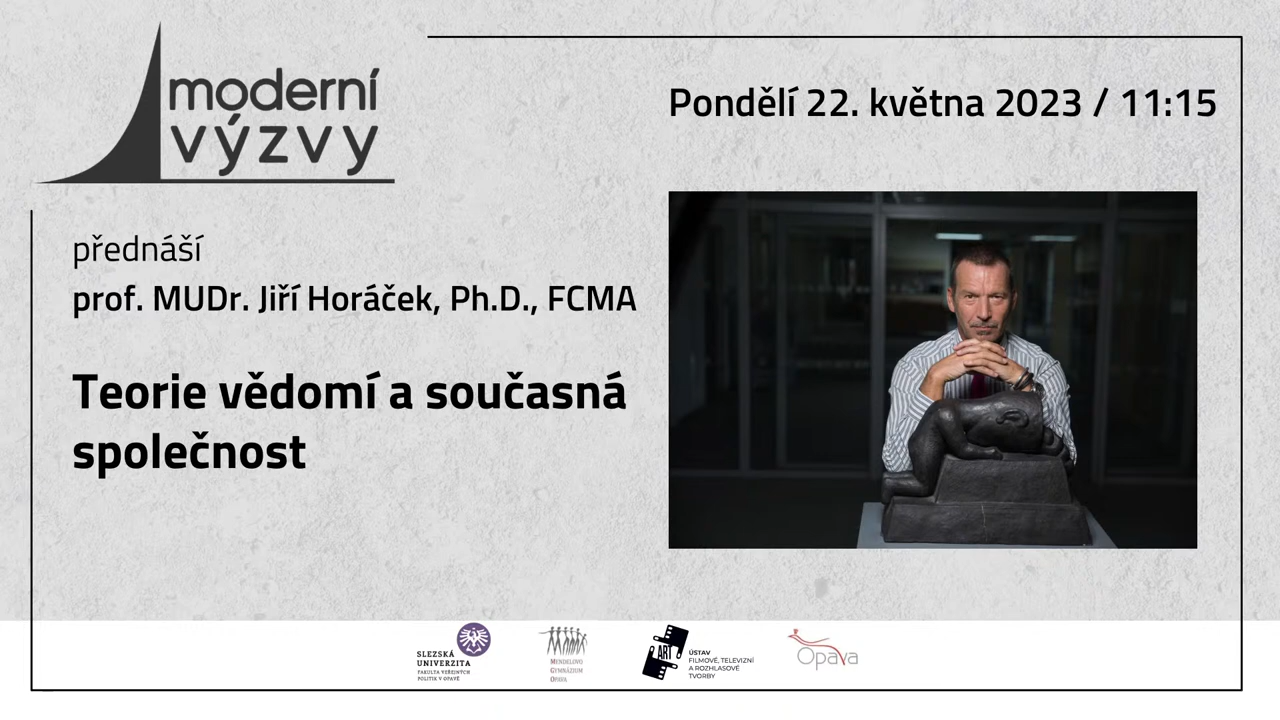 moderní
výzvy
Pondělí 22. května 2023 / 11:15
přednáší
prof. MUDr. Jiří Horáček, Ph.D., FCMA
Teorie vědomí a současná
společnost
SLEZSKÁ
UNIVERZITA
FAKULTA VEŘEJNÝCH
POLITIK V OPAVĚ
MENDELOVO
GYMNÁZIUM
OPAVA
ART
ÚSTAV
FILMOVÉ, TELEVIZNÍ
A ROZHLASOVÉ
TVORBY
Opava